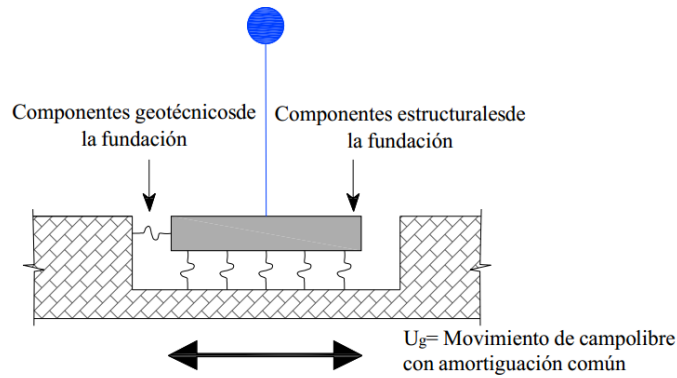 Componentes geotécnicosde
la fundación
Componentes estructuralesde
la fundación
Ug= Movimiento de campolibre
con amortiguación común